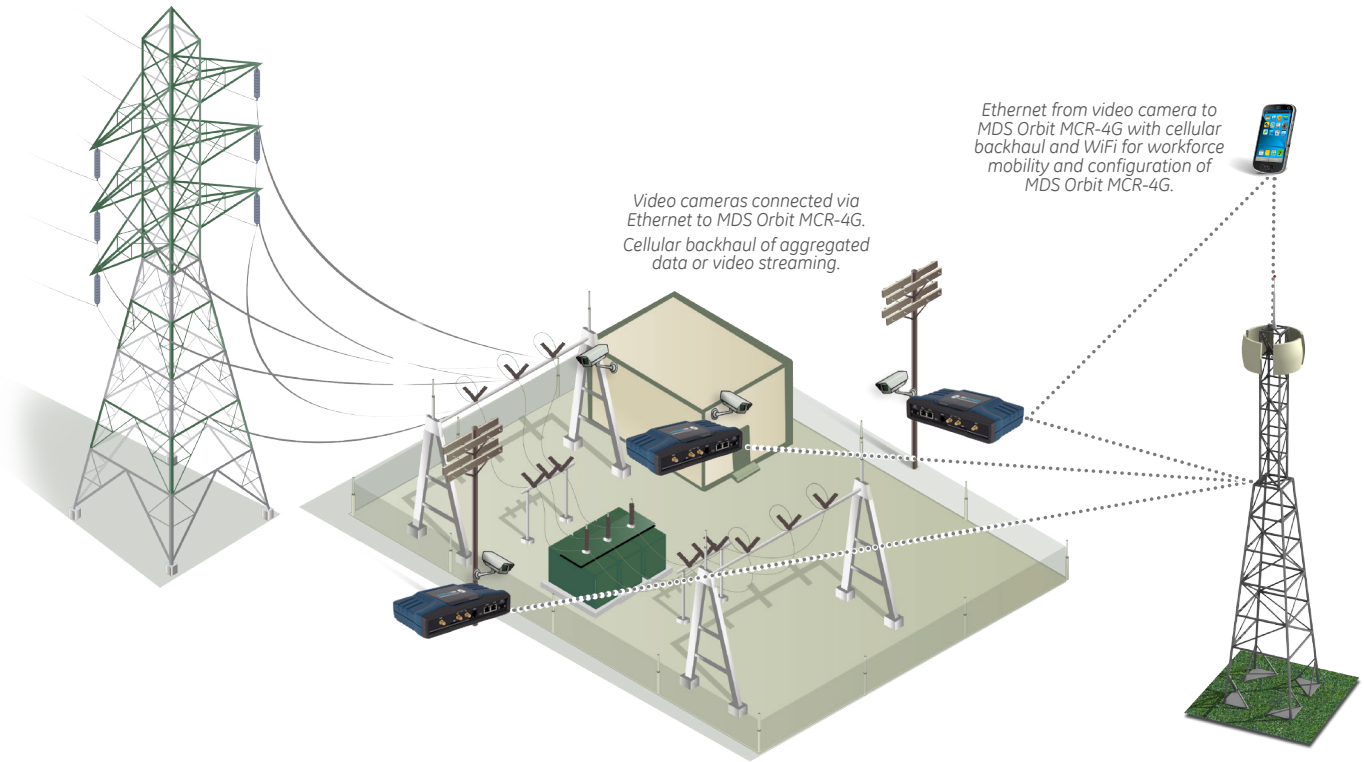 Ethernet from video camera to
MDS Orbit MCR-4G with cellular
backhaul and WiFi for workforce
mobility and configuration of
MDS Orbit MCR-4G.
Video cameras connected via
Ethernet to MDS Orbit MCR-4G.
Cellular backhaul of aggregated
data or video streaming.